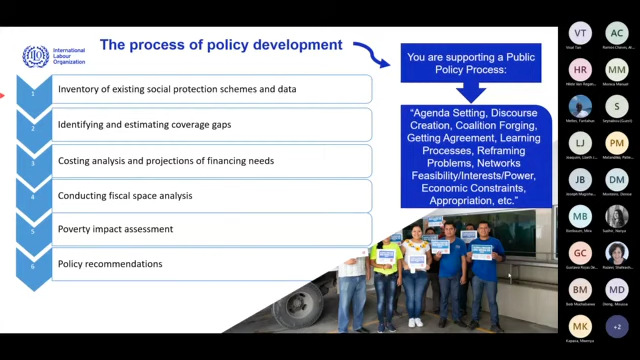 International
Labour
Organization
The process of policy development
1
Inventory of existing social protection schemes and data
2
Identifying and estimating coverage gaps
3
Costing analysis and projections of financing needs
4
Conducting fiscal space analysis
5
Poverty impact assessment
6
Policy recommendations
You are supporting a Public
Policy Process:
“Agenda Setting, Discourse
Creation, Coalition Forging,
Getting Agreement, Learning
Processes, Reframing
Problems, Networks
Feasibility/Interests/Power,
Economic Constraints,
Appropriation, etc.”
VT
AC
HR
MM
S
LJ
PM
JB
DM
MB
GC
BM
MD
MK
+2